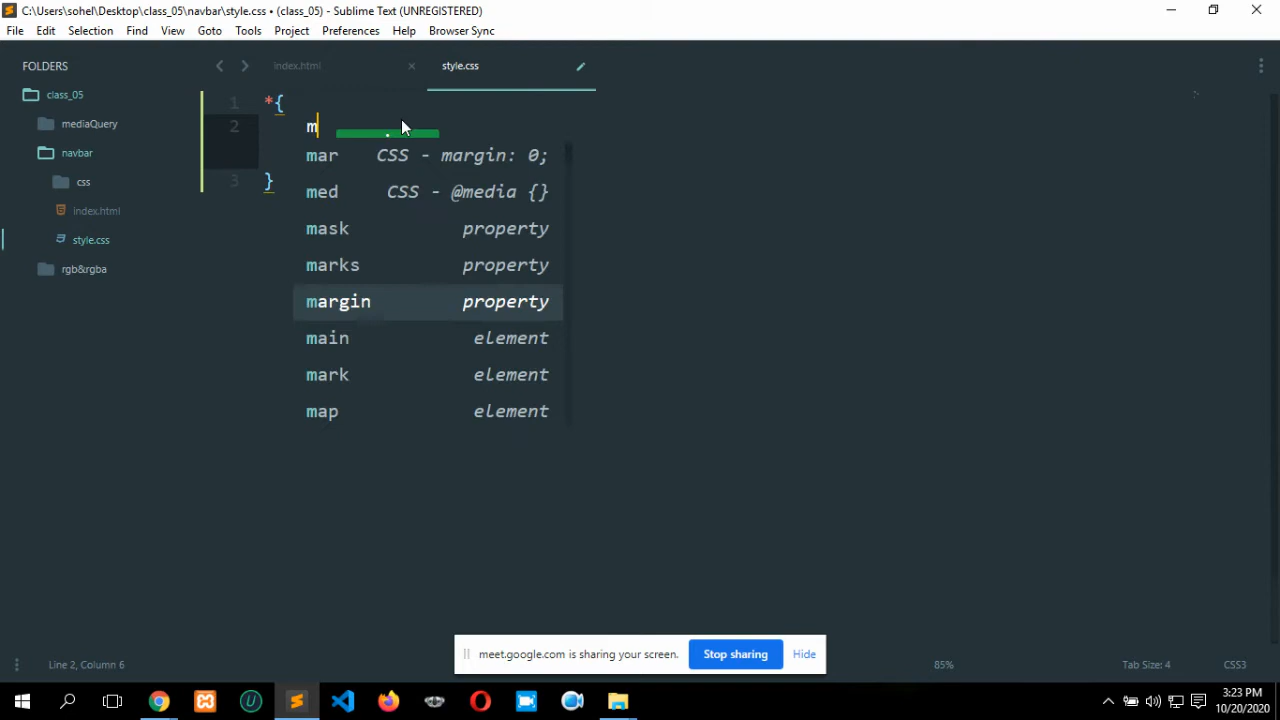 C:\Users\sohel\Desktop\class_05\navbar\style.css • (class_05) - Sublime Text (UNREGISTERED)
File Edit Selection Find View Goto Tools Project Preferences Help Browser Sync
FOLDERS
class_05
mediaQuery
navbar
css
index.html
style.css
rgb&rgba
index.html
style.css
1 *{
2 m
3 }
mar CSS - margin: 0;
med CSS - @media {}
mask property
marks property
margin property
main element
mark element
map element
meet.google.com is sharing your screen. Stop sharing Hide
Line 2, Column 6 85% Tab Size: 4 CSS3
3:23 PM
10/20/2020